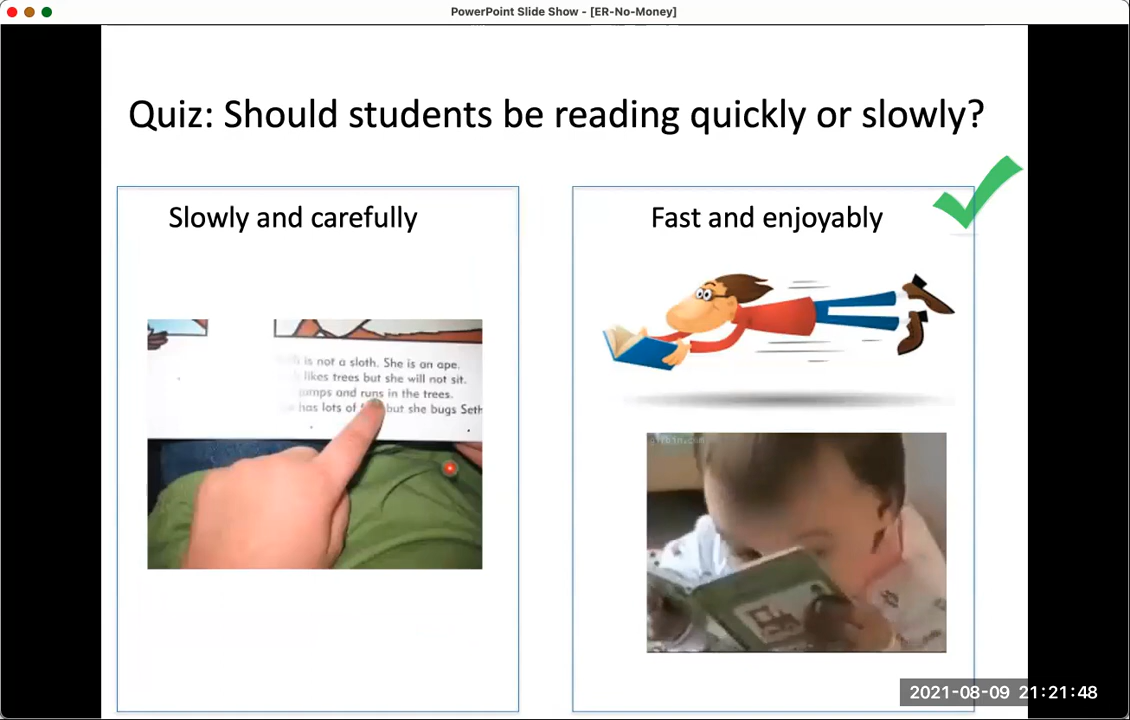 PowerPoint Slide Show - [ER-No-Money]
Quiz: Should students be reading quickly or slowly?
Slowly and carefully
is not a sloth. She is an ape.
likes trees but she will not sit.
and runs in the trees.
has lots of but she bugs Seth
Fast and enjoyably
2021-08-09 21:21:48